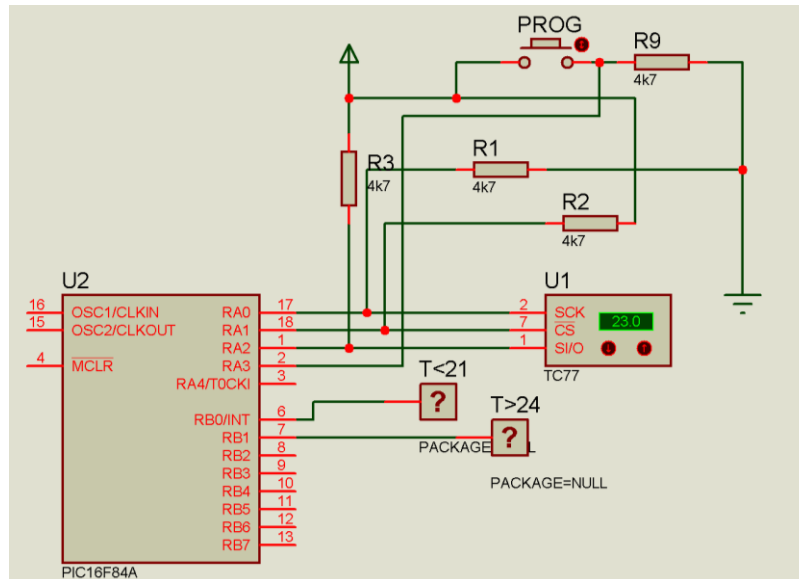 PROG
R9
4k7
R3
4k7
R1
4k7
R2
4k7
U2
16 OSC1/CLKIN RA0 17
15 OSC2/CLKOUT RA1 18
RA2 1
4 MCLR RA3 2
RA4/T0CKI 3
RB0/INT 6
RB1 7
RB2 8
RB3 9
RB4 10
RB5 11
RB6 12
RB7 13
PIC16F84A
U1
2 SCK
7 CS
1 SI/O
23.0
TC77
T<21
?
PACKAGE
L
T>24
?
PACKAGE=NULL